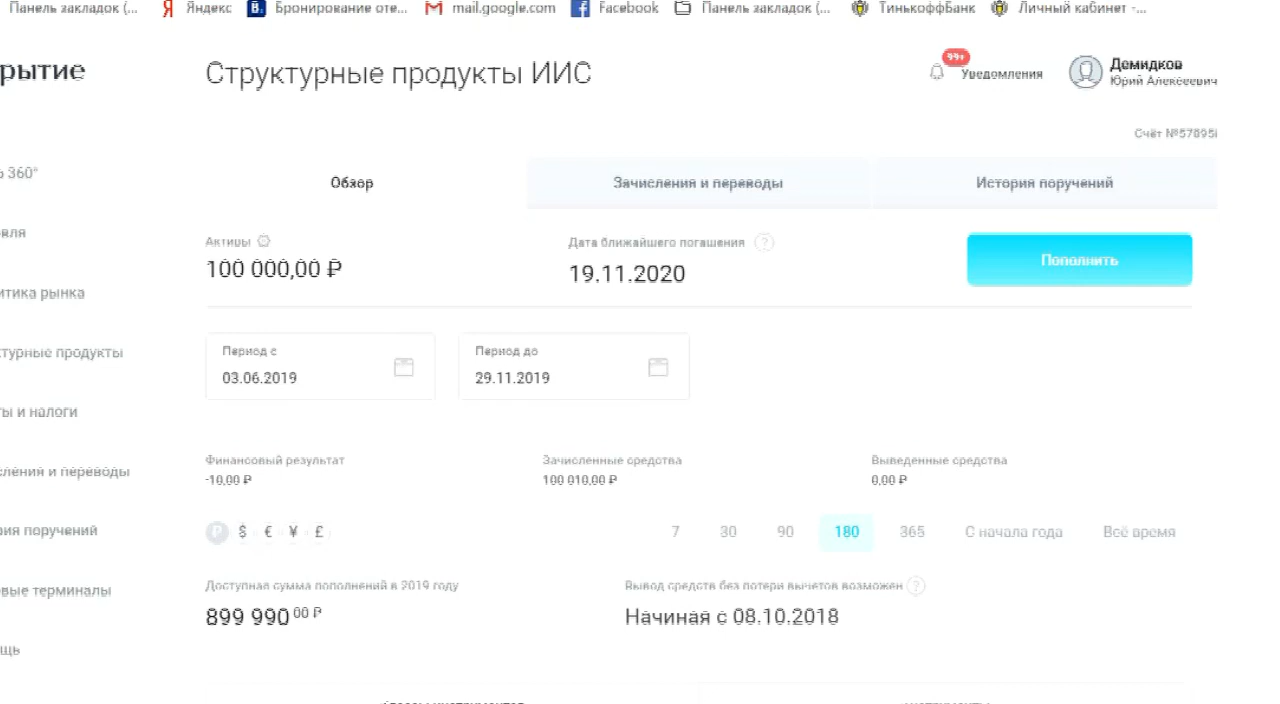 Панель закладок (... Яндекс Бронирование оте... mail.google.com Facebook Панель закладок (... ТинькоффБанк Личный кабинет -...
рытие
Структурные продукты ИИС
99+
Уведомления
Демидков
Юрий Алексеевич
Счёт №57895i
360°
вля
итика рынка
турные продукты
ты и налоги
сления и переводы
рия поручений
вые терминалы
щь
Обзор
Зачисления и переводы
История поручений
Активы
100 000,00 ₽
Дата ближайшего погашения ?
19.11.2020
Пополнить
Период с
03.06.2019
Период до
29.11.2019
Финансовый результат
-10,00 ₽
Зачисленные средства
100 010,00 ₽
Выведенные средства
0,00 ₽
₽ $ € ¥ £
7 30 90 180 365 С начала года Всё время
Доступная сумма пополнений в 2019 году
899 990 00 ₽
Вывод средств без потери вычетов возможен ?
Начиная с 08.10.2018